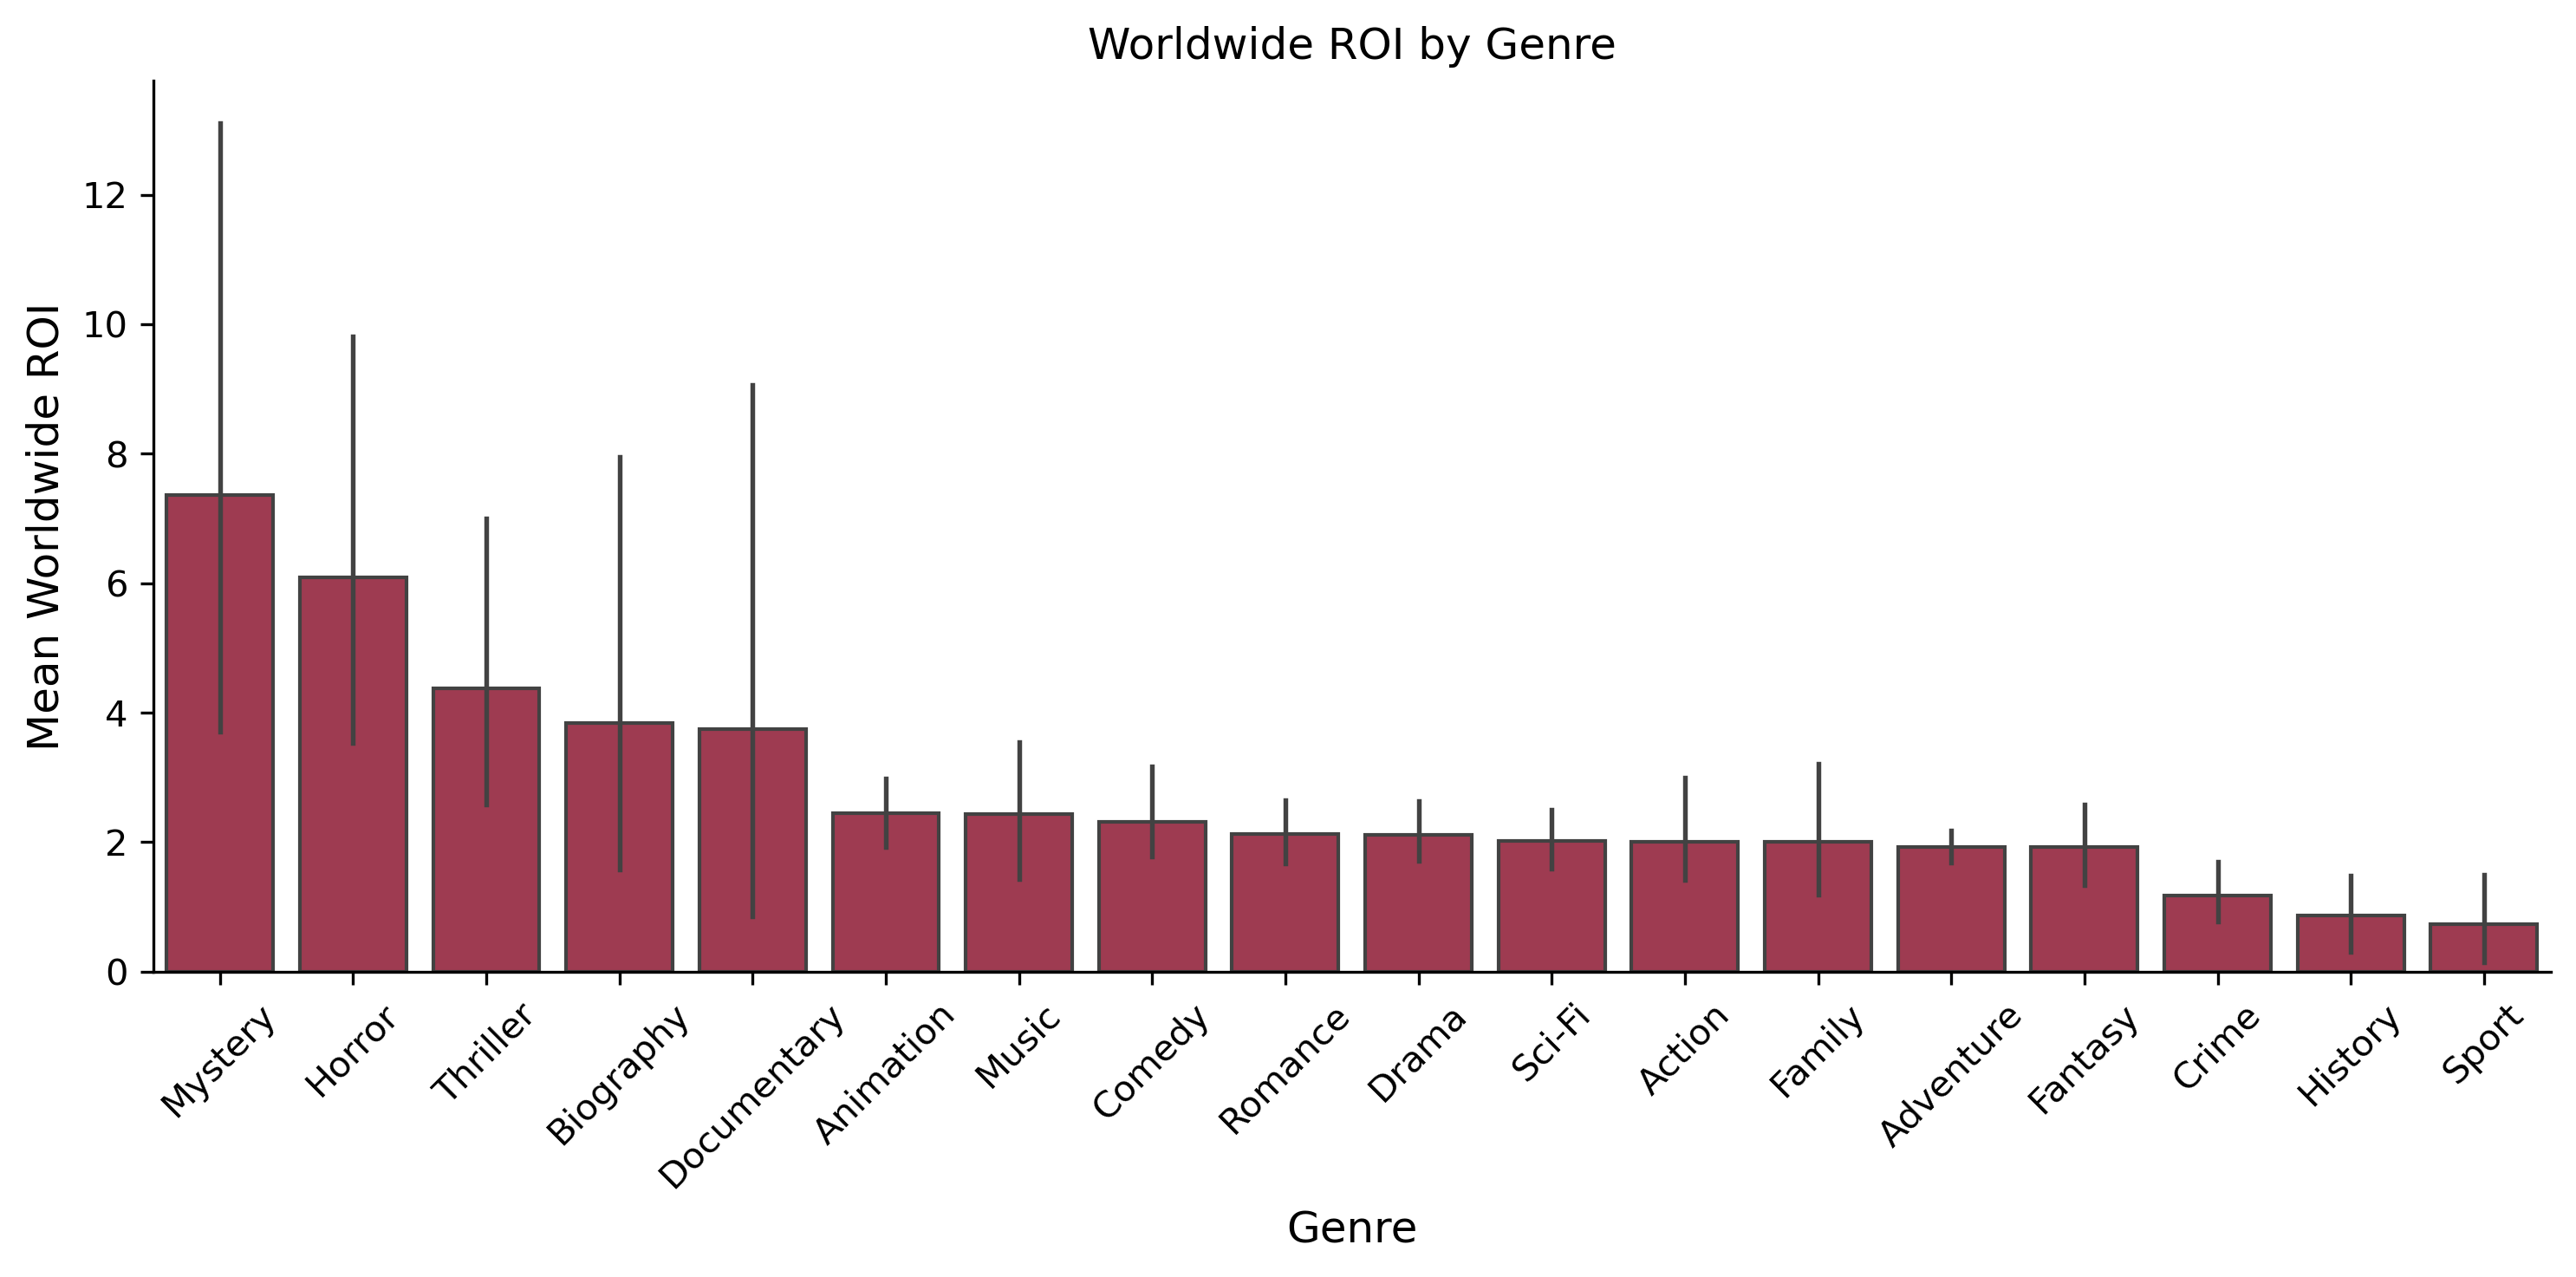 Worldwide ROI by Genre
Mean Worldwide ROI
12
10
8
6
4
2
0
Mystery
Horror
Thriller
Biography
Documentary
Animation
Music
Comedy
Romance
Drama
Sci-Fi
Action
Family
Adventure
Fantasy
Crime
History
Sport
Genre